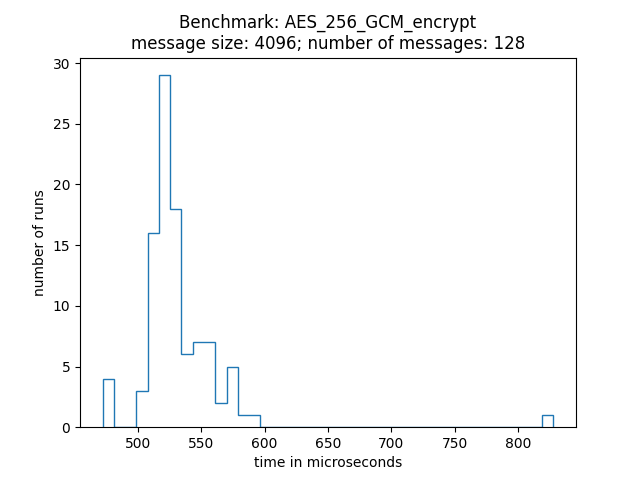 Benchmark: AES_256_GCM_encrypt
message size: 4096; number of messages: 128
30
25
20
15
10
5
0
number of runs
500 550 600 650 700 750 800
time in microseconds